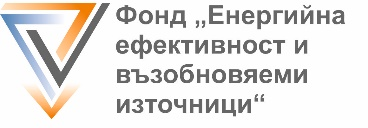 Фонд „Енергийна
ефективност и
възобновяеми
източници“